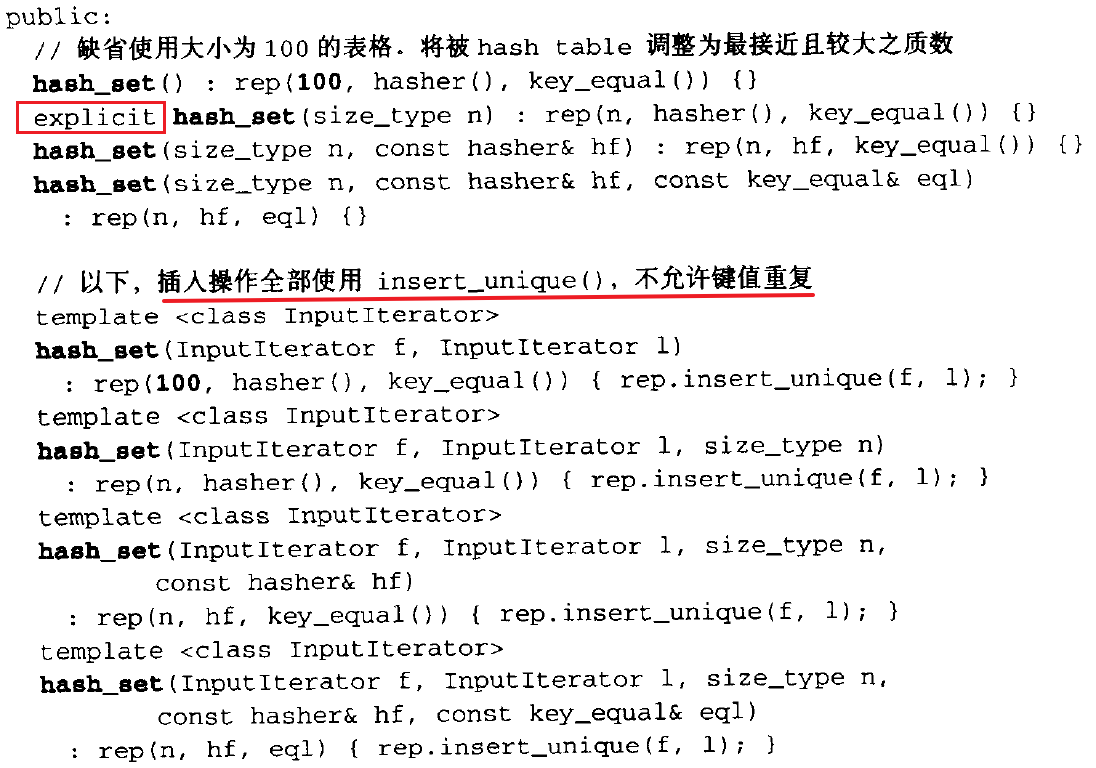 public:
// 缺省使用大小为 100 的表格. 将被 hash table 调整为最接近且较大之质数
hash_set() : rep(100, hasher(), key_equal()) {}
explicit hash_set(size_type n) : rep(n, hasher(), key_equal()) {}
hash_set(size_type n, const hasher& hf) : rep(n, hf, key_equal()) {}
hash_set(size_type n, const hasher& hf, const key_equal& eql)
: rep(n, hf, eql) {}
// 以下, 插入操作全部使用 insert_unique(), 不允许键值重复
template <class InputIterator>
hash_set(InputIterator f, InputIterator l)
: rep(100, hasher(), key_equal()) { rep.insert_unique(f, l); }
template <class InputIterator>
hash_set(InputIterator f, InputIterator l, size_type n)
: rep(n, hasher(), key_equal()) { rep.insert_unique(f, l); }
template <class InputIterator>
hash_set(InputIterator f, InputIterator l, size_type n,
const hasher& hf)
: rep(n, hf, key_equal()) { rep.insert_unique(f, l); }
template <class InputIterator>
hash_set(InputIterator f, InputIterator l, size_type n,
const hasher& hf, const key_equal& eql)
: rep(n, hf, eql) { rep.insert_unique(f, l); }